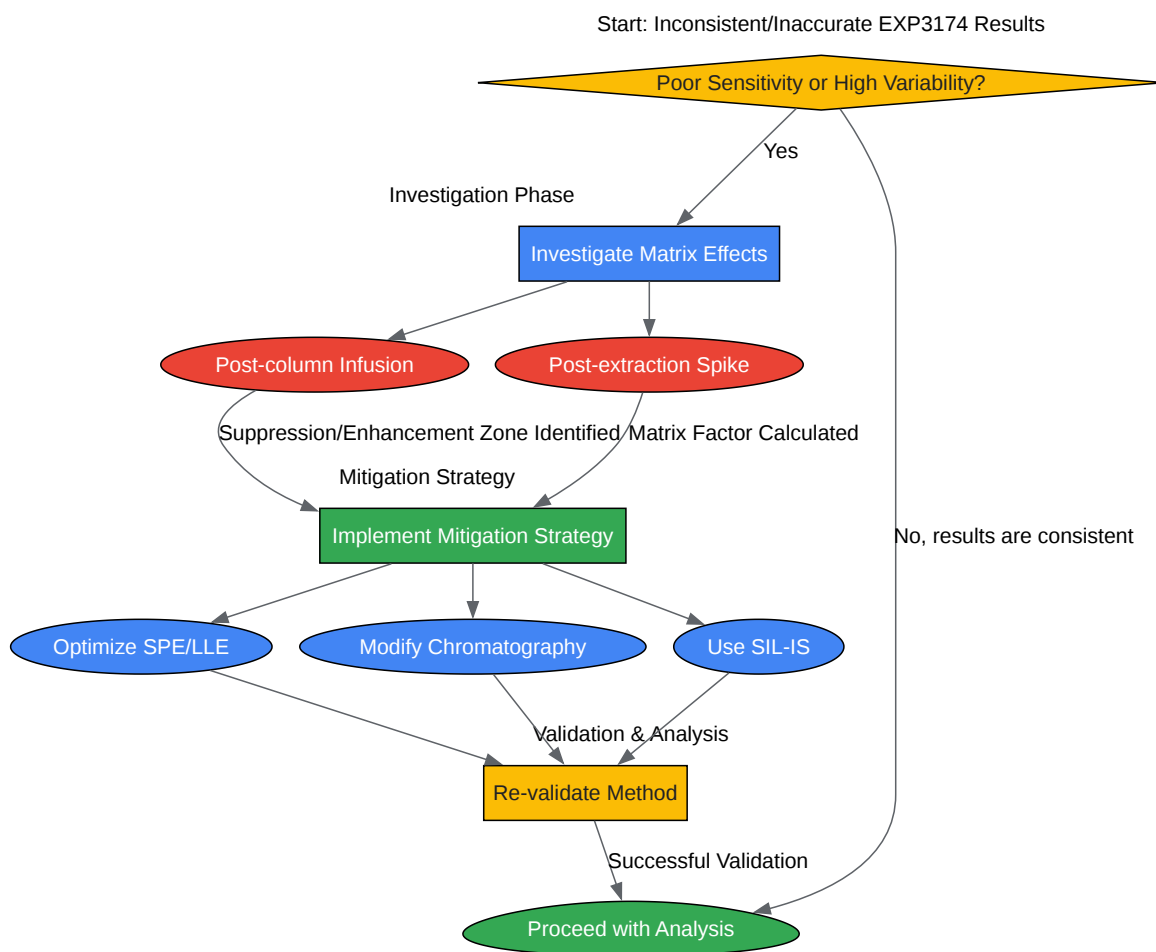 Start: Inconsistent/Inaccurate EXP3174 Results
Poor Sensitivity or High Variability?
Yes
Investigation Phase
Investigate Matrix Effects
Post-column Infusion
Post-extraction Spike
Suppression/Enhancement Zone Identified
Matrix Factor Calculated
Mitigation Strategy
Implement Mitigation Strategy
No, results are consistent
Optimize SPE/LLE
Modify Chromatography
Use SIL-IS
Validation & Analysis
Re-validate Method
Successful Validation
Proceed with Analysis